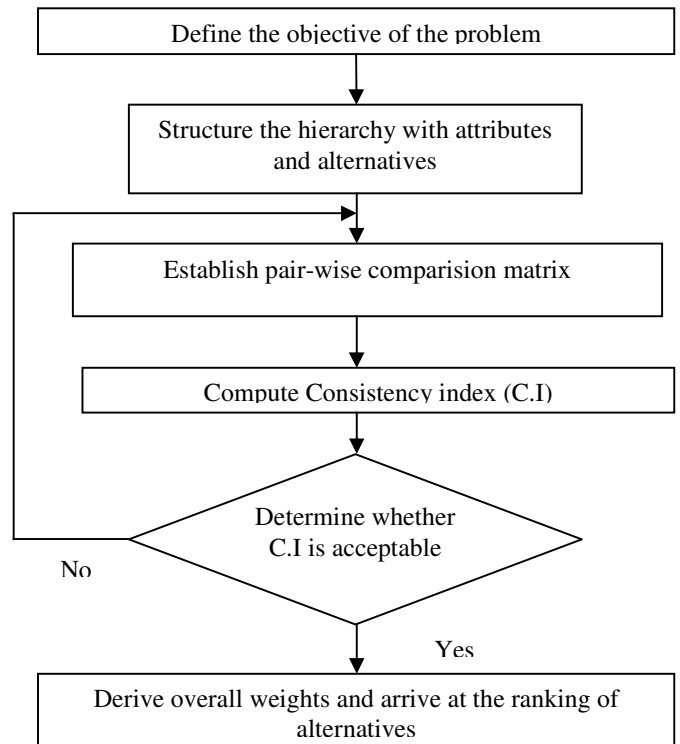 Define the objective of the problem
Structure the hierarchy with attributes
and alternatives
Establish pair-wise comparision matrix
Compute Consistency index (C.I)
Determine whether
C.I is acceptable
No
Yes
Derive overall weights and arrive at the ranking of
alternatives